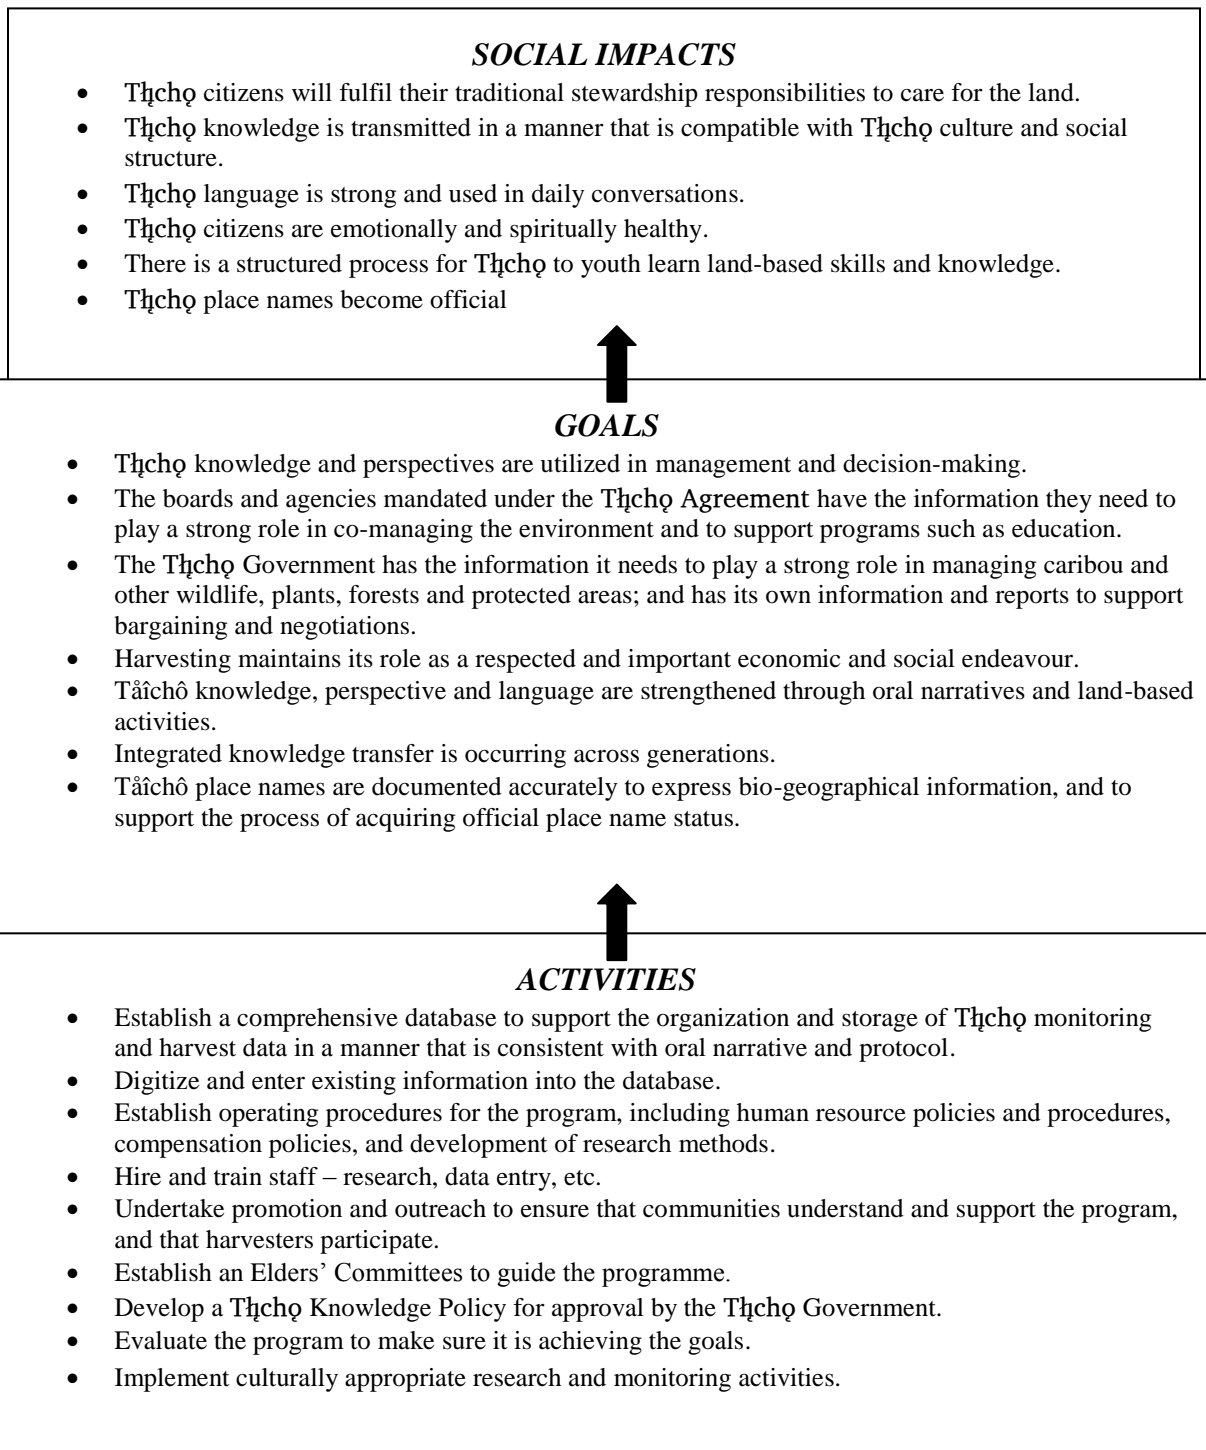 SOCIAL IMPACTS
• Tłı̨chǫ citizens will fulfil their traditional stewardship responsibilities to care for the land.
• Tłı̨chǫ knowledge is transmitted in a manner that is compatible with Tłı̨chǫ culture and social
structure.
• Tłı̨chǫ language is strong and used in daily conversations.
• Tłı̨chǫ citizens are emotionally and spiritually healthy.
• There is a structured process for Tłı̨chǫ to youth learn land-based skills and knowledge.
• Tłı̨chǫ place names become official
GOALS
• Tłı̨chǫ knowledge and perspectives are utilized in management and decision-making.
• The boards and agencies mandated under the Tłı̨chǫ Agreement have the information they need to
play a strong role in co-managing the environment and to support programs such as education.
• The Tłı̨chǫ Government has the information it needs to play a strong role in managing caribou and
other wildlife, plants, forests and protected areas; and has its own information and reports to support
bargaining and negotiations.
• Harvesting maintains its role as a respected and important economic and social endeavour.
• Tåîchô knowledge, perspective and language are strengthened through oral narratives and land-based
activities.
• Integrated knowledge transfer is occurring across generations.
• Tåîchô place names are documented accurately to express bio-geographical information, and to
support the process of acquiring official place name status.
ACTIVITIES
• Establish a comprehensive database to support the organization and storage of Tłı̨chǫ monitoring
and harvest data in a manner that is consistent with oral narrative and protocol.
• Digitize and enter existing information into the database.
• Establish operating procedures for the program, including human resource policies and procedures,
compensation policies, and development of research methods.
• Hire and train staff – research, data entry, etc.
• Undertake promotion and outreach to ensure that communities understand and support the program,
and that harvesters participate.
• Establish an Elders’ Committees to guide the programme.
• Develop a Tłı̨chǫ Knowledge Policy for approval by the Tłı̨chǫ Government.
• Evaluate the program to make sure it is achieving the goals.
• Implement culturally appropriate research and monitoring activities.